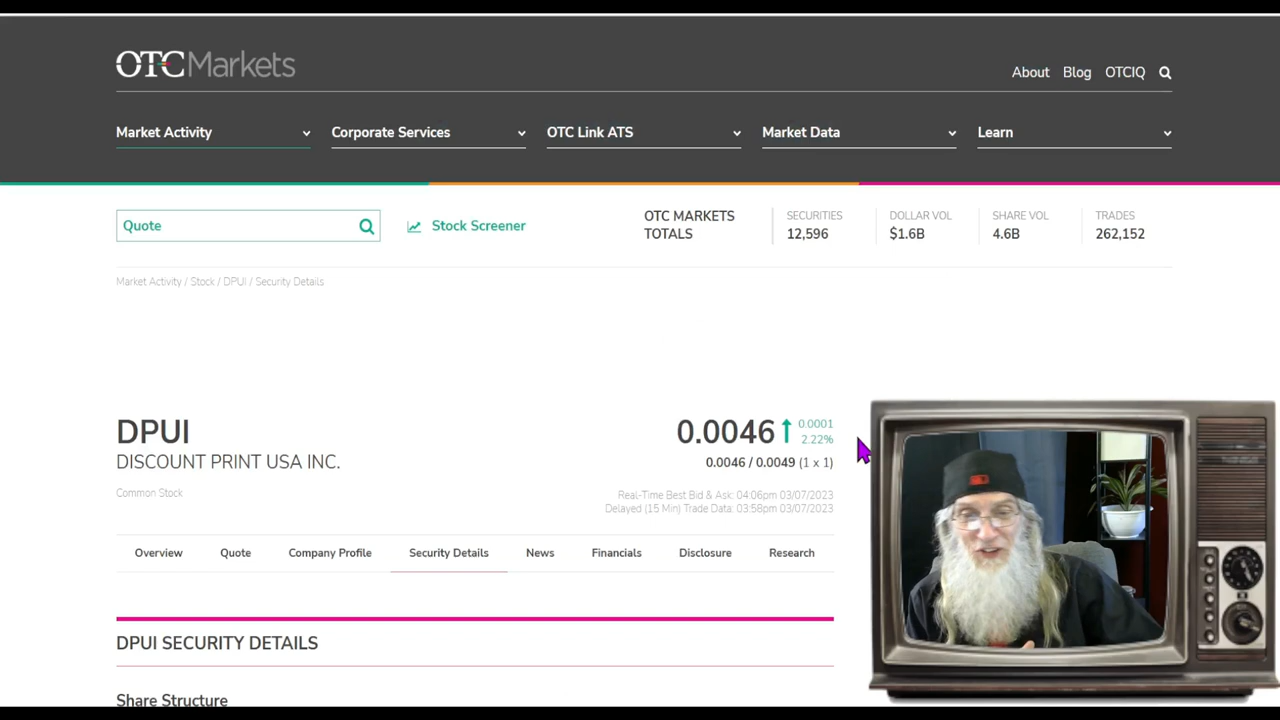 OTCMarkets
About Blog OTCIQ
Market Activity Corporate Services OTC Link ATS Market Data Learn
Quote
Stock Screener
OTC MARKETS
TOTALS
SECURITIES
12,596
DOLLAR VOL
$1.6B
SHARE VOL
4.6B
TRADES
262,152
Market Activity / Stock / DPUI / Security Details
DPUI
DISCOUNT PRINT USA INC.
Common Stock
0.0046
0.0001
2.22%
0.0046 / 0.0049 (1 x 1)
Real-Time Best Bid & Ask: 04:06pm 03/07/2023
Delayed (15 Min) Trade Data: 03:58pm 03/07/2023
Overview Quote Company Profile Security Details News Financials Disclosure Research
DPUI SECURITY DETAILS
Share Structure